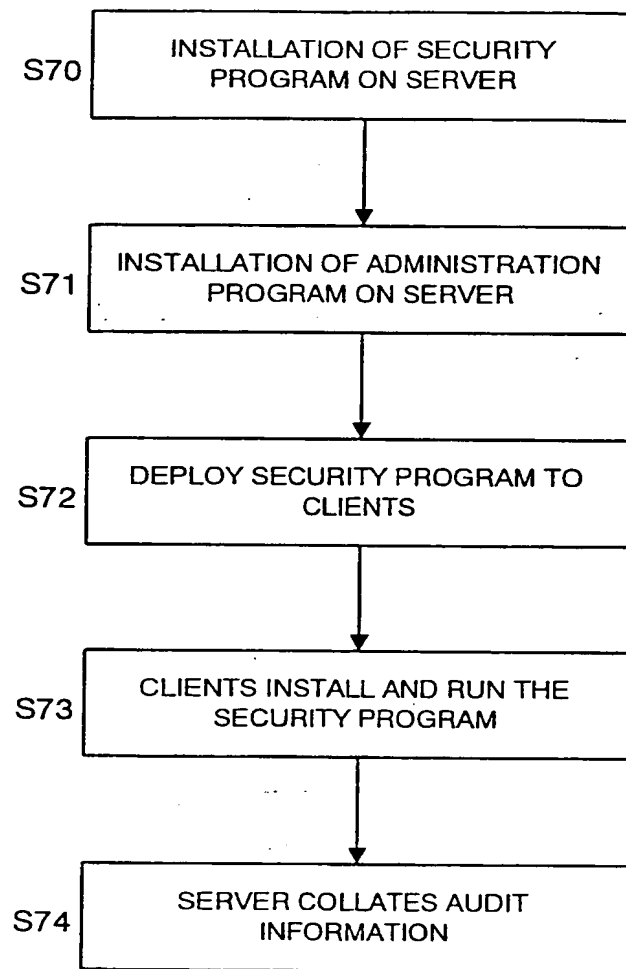 S70
INSTALLATION OF SECURITY
PROGRAM ON SERVER
S71
INSTALLATION OF ADMINISTRATION
PROGRAM ON SERVER
S72
DEPLOY SECURITY PROGRAM TO
CLIENTS
S73
CLIENTS INSTALL AND RUN THE
SECURITY PROGRAM
S74
SERVER COLLATES AUDIT
INFORMATION